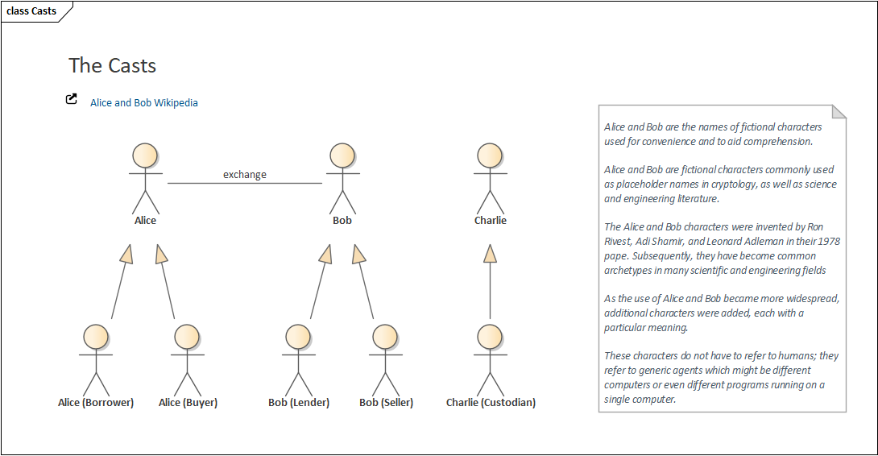 class Casts
The Casts
Alice and Bob Wikipedia
exchange
Alice
Bob
Charlie
Alice (Borrower)
Alice (Buyer)
Bob (Lender)
Bob (Seller)
Charlie (Custodian)
Alice and Bob are the names of fictional characters
used for convenience and to aid comprehension.
Alice and Bob are fictional characters commonly used
as placeholder names in cryptology, as well as science
and engineering literature.
The Alice and Bob characters were invented by Ron
Rivest, Adi Shamir, and Leonard Adleman in their 1978
pape. Subsequently, they have become common
archetypes in many scientific and engineering fields
As the use of Alice and Bob became more widespread,
additional characters were added, each with a
particular meaning.
These characters do not have to refer to humans; they
refer to generic agents which might be different
computers or even different programs running on a
single computer.